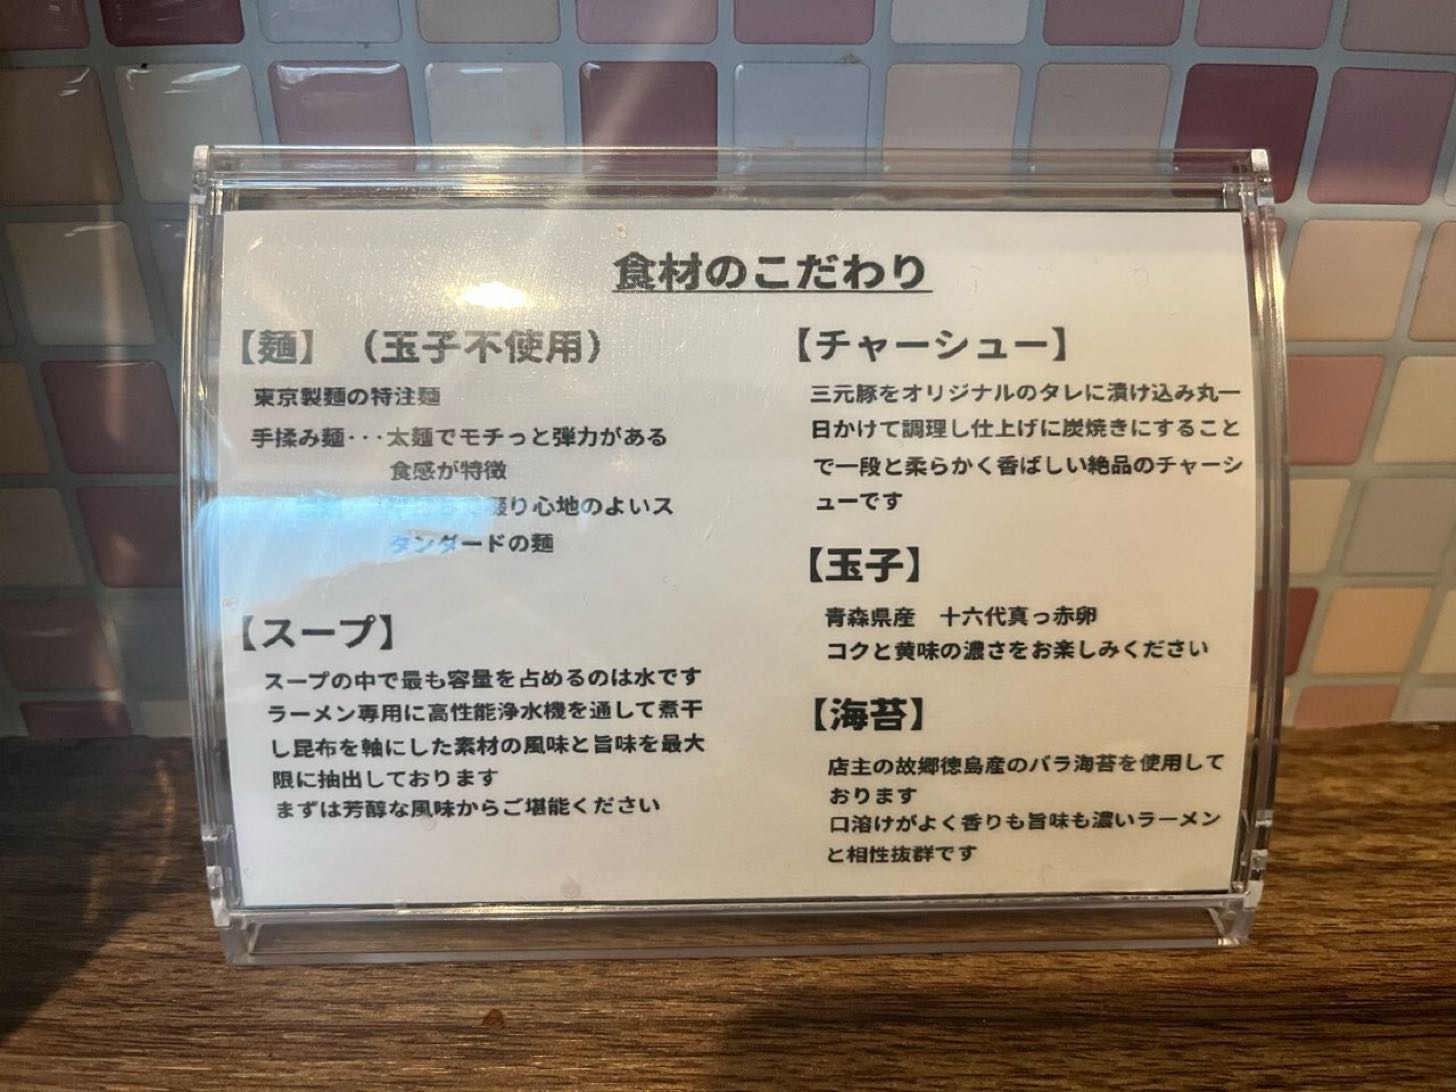 食材のこだわり
【麺】（玉子不使用）
東京製麺の特注麺
手揉み麺･･･太麺でモチっと弾力がある
食感が特徴
啜り心地のよいス
タンダードの麺
【スープ】
スープの中で最も容量を占めるのは水です
ラーメン専用に高性能浄水機を通して煮干
し昆布を軸にした素材の風味と旨味を最大
限に抽出しております
まずは芳醇な風味からご堪能ください
【チャーシュー】
三元豚をオリジナルのタレに漬け込み丸一
日かけて調理し仕上げに炭焼きにすること
で一段と柔らかく香ばしい絶品のチャーシ
ューです
【玉子】
青森県産　十六代真っ赤卵
コクと黄味の濃さをお楽しみください
【海苔】
店主の故郷徳島産のバラ海苔を使用して
おります
口溶けがよく香りも旨味も濃いラーメン
と相性抜群です